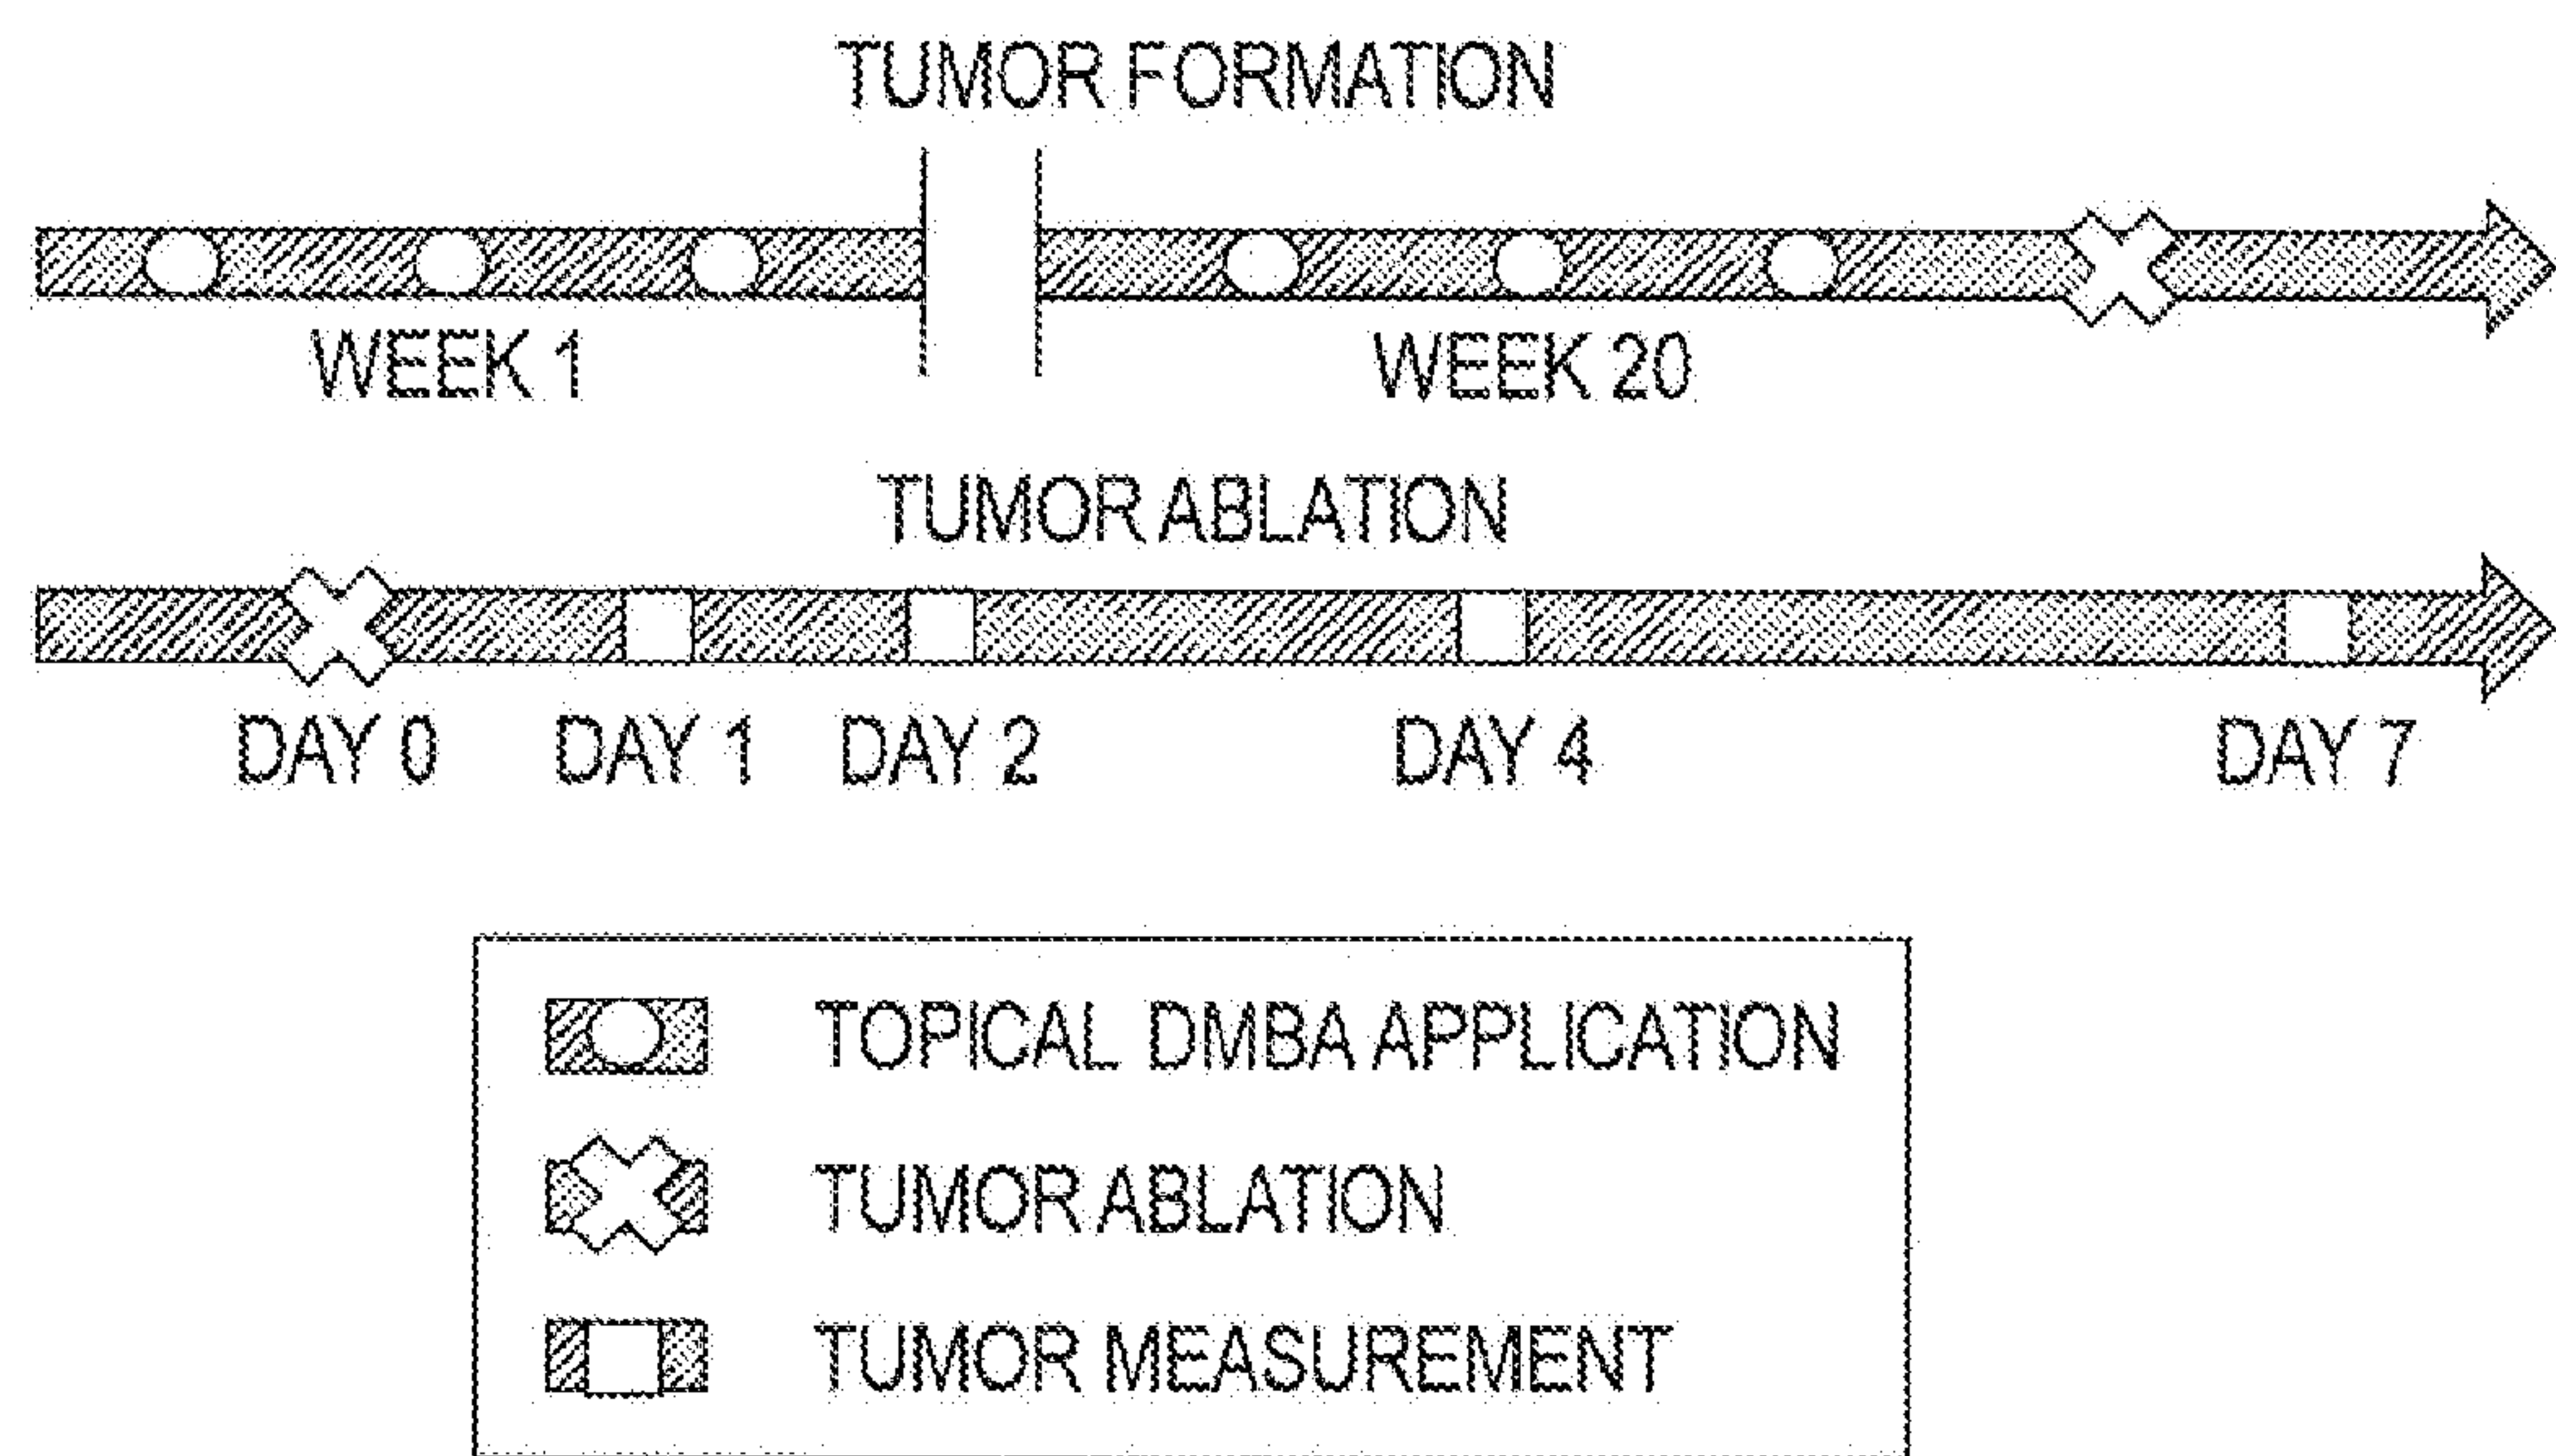 TUMOR FORMATION
WEEK 1 WEEK 20
TUMOR ABLATION
DAY 0 DAY 1 DAY 2 DAY 4 DAY 7
TOPICAL DMBA APPLICATION
TUMOR ABLATION
TUMOR MEASUREMENT